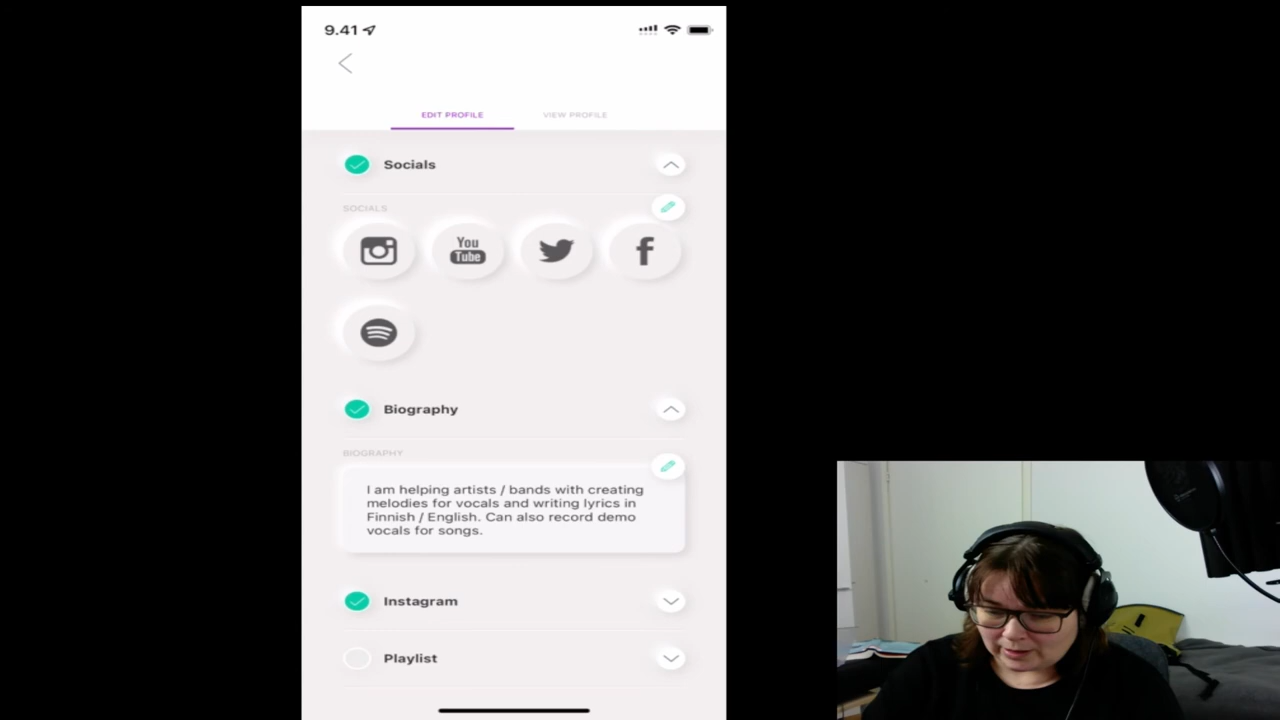 9.41
EDIT PROFILE VIEW PROFILE
Socials
SOCIALS
You
Tube
f
Biography
BIOGRAPHY
I am helping artists / bands with creating
melodies for vocals and writing lyrics in
Finnish / English. Can also record demo
vocals for songs.
Instagram
Playlist